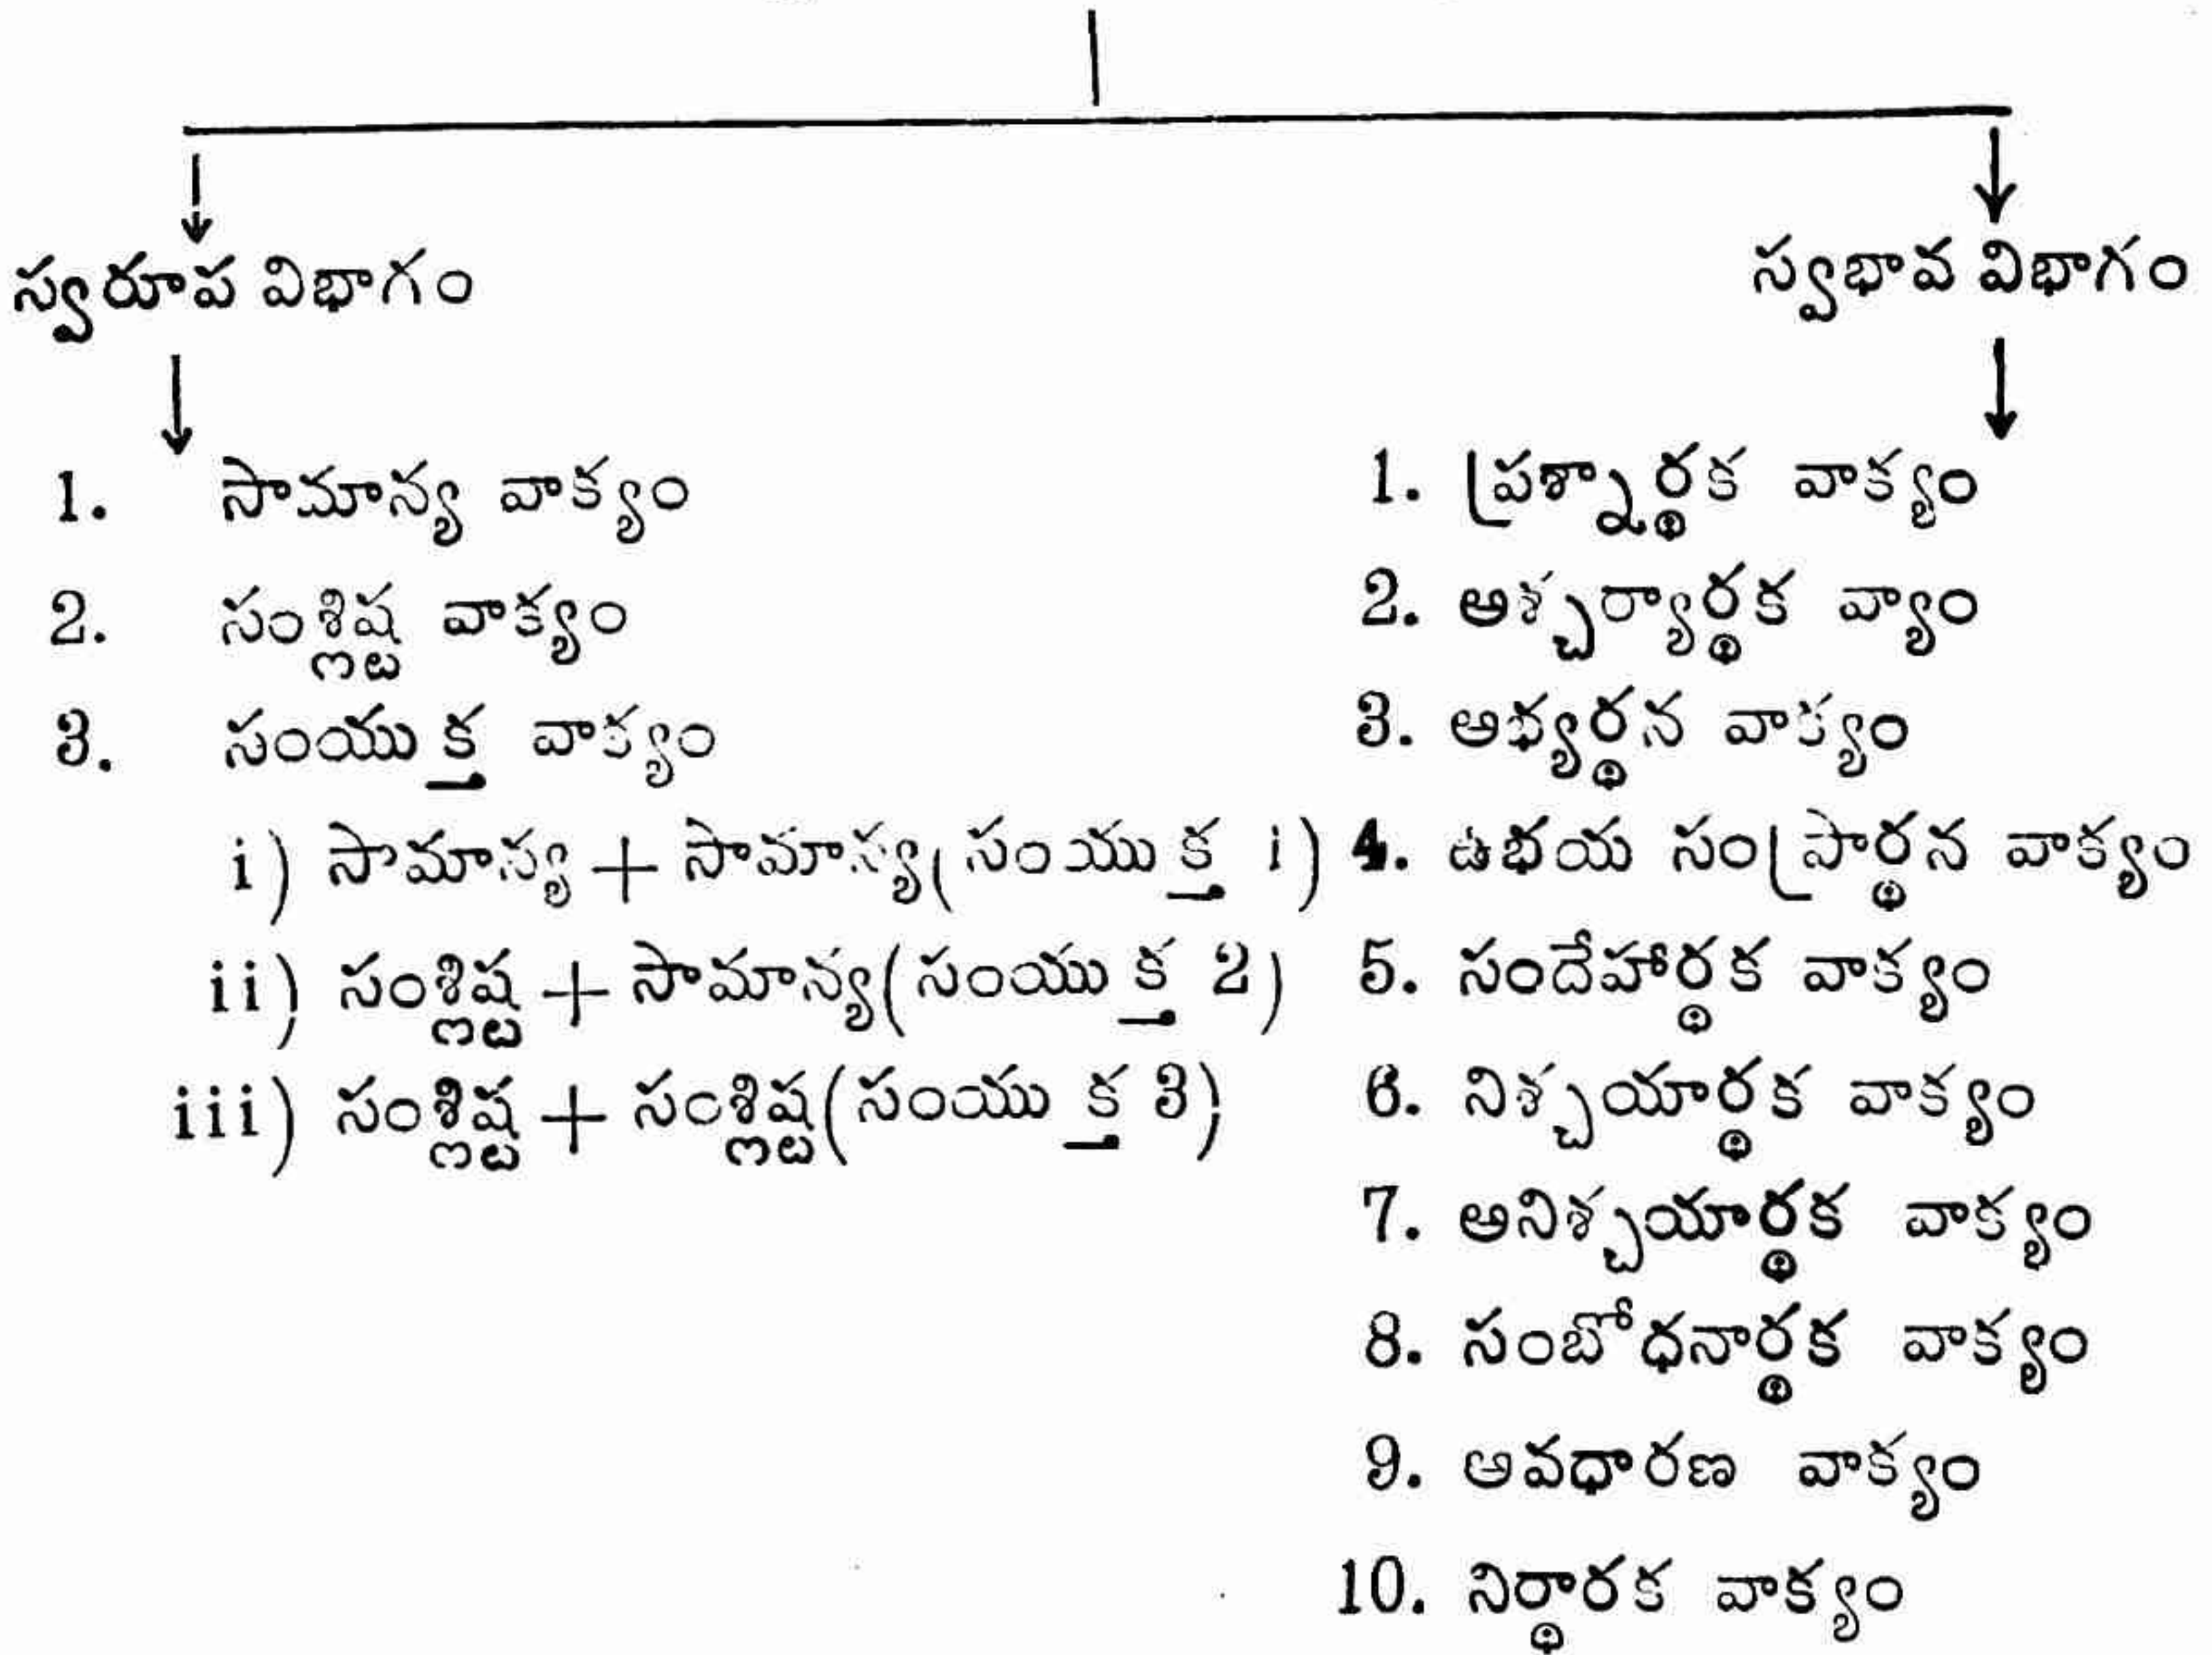 స్వరూప విభాగం
1. సామాన్య వాక్యం
2. సంశ్లిష్ట వాక్యం
3. సంయుక్త వాక్యం
i) సామాన్య + సామాన్య (సంయుక్త 1)
ii) సంశ్లిష్ట + సామాన్య (సంయుక్త 2)
iii) సంశ్లిష్ట + సంశ్లిష్ట (సంయుక్త 3)
స్వభావ విభాగం
1. ప్రశ్నార్థక వాక్యం
2. అశ్చర్యార్థక వ్యాం
3. అభ్యర్థన వాక్యం
4. ఉభయ సంప్రార్థన వాక్యం
5. సందేహార్థక వాక్యం
6. నిశ్చయార్థక వాక్యం
7. అనిశ్చయార్థక వాక్యం
8. సంబోధనార్థక వాక్యం
9. అవధారణ వాక్యం
10. నిర్థారక వాక్యం